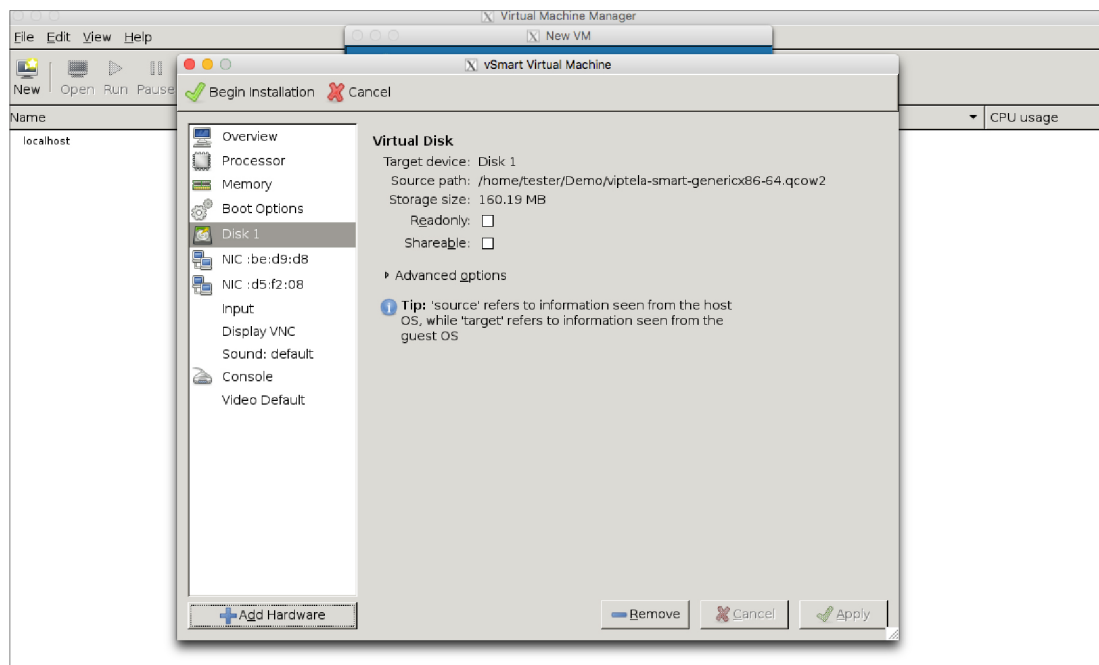 Virtual Machine Manager
File Edit View Help
New VM
vSmart Virtual Machine
New Open Run Pause
Begin Installation Cancel
Name
CPU usage
localhost
Overview
Processor
Memory
Boot Options
Disk 1
NIC :be:d9:d8
NIC :d5:f2:08
Input
Display VNC
Sound: default
Console
Video Default
Virtual Disk
Target device: Disk 1
Source path: /home/tester/Demo/viptela-smart-genericx86-64.qcow2
Storage size: 160.19 MB
Readonly:
Shareable:
Advanced options
Tip: 'source' refers to information seen from the host
OS, while 'target' refers to information seen from the
guest OS
Add Hardware
Remove Cancel Apply